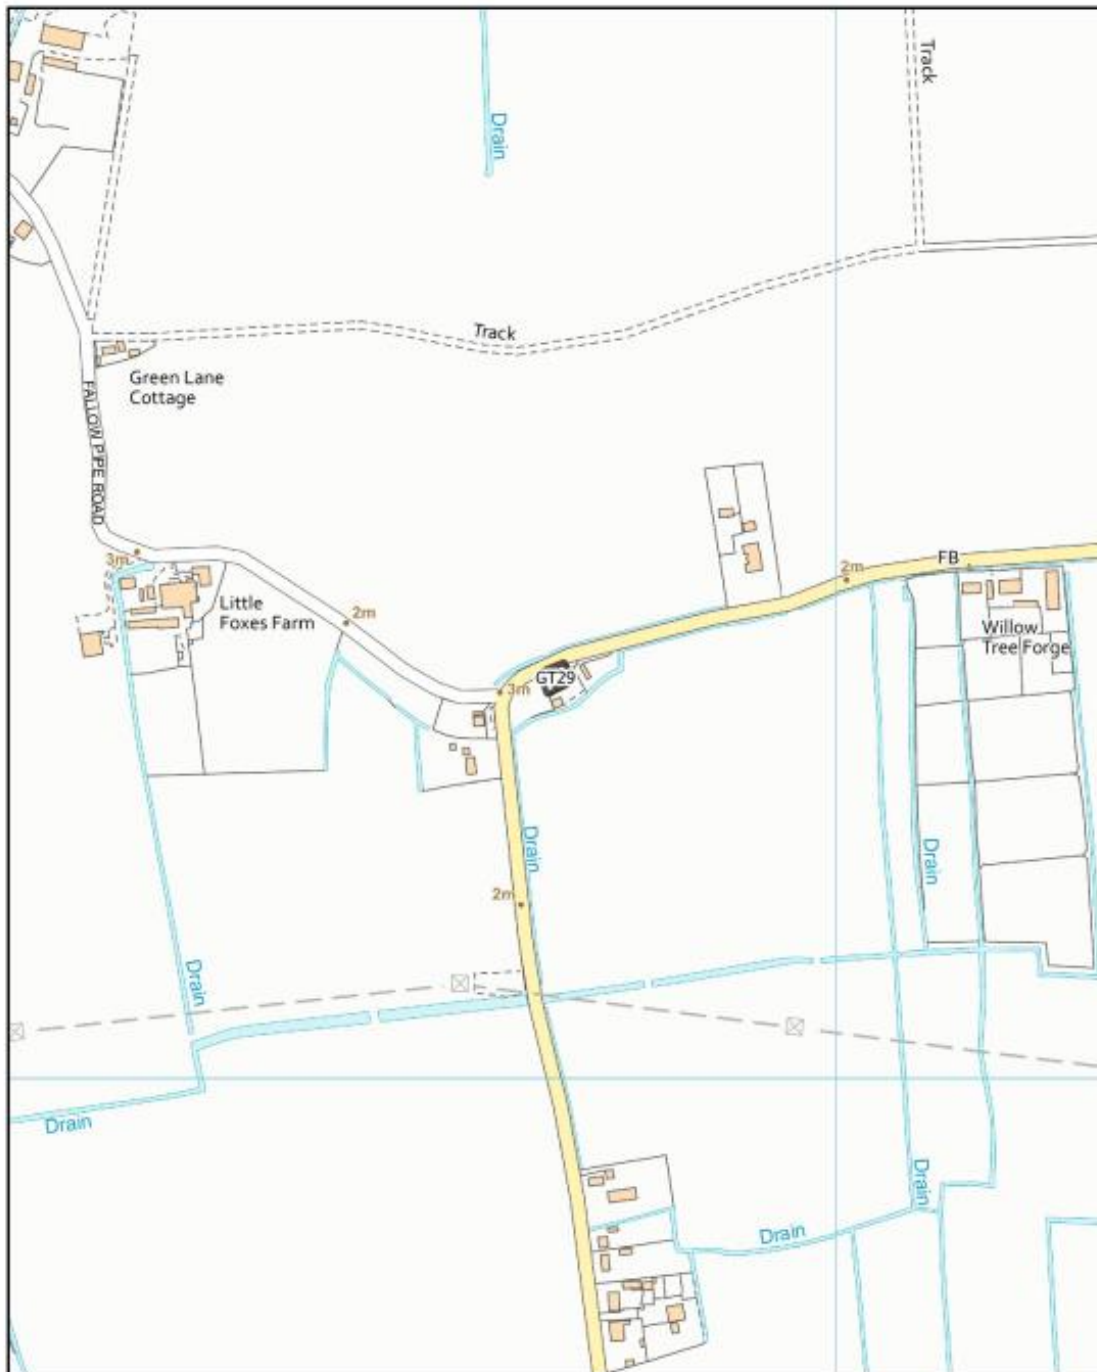 Track
Drain
Track
Green Lane
Cottage
FALLOW PIPE ROAD
3m
FB
2m
Little
Foxes Farm
2m
Willow
Tree Forge
GT29
3m
Drain
Drain
2m
Drain
Drain
Drain
Drain